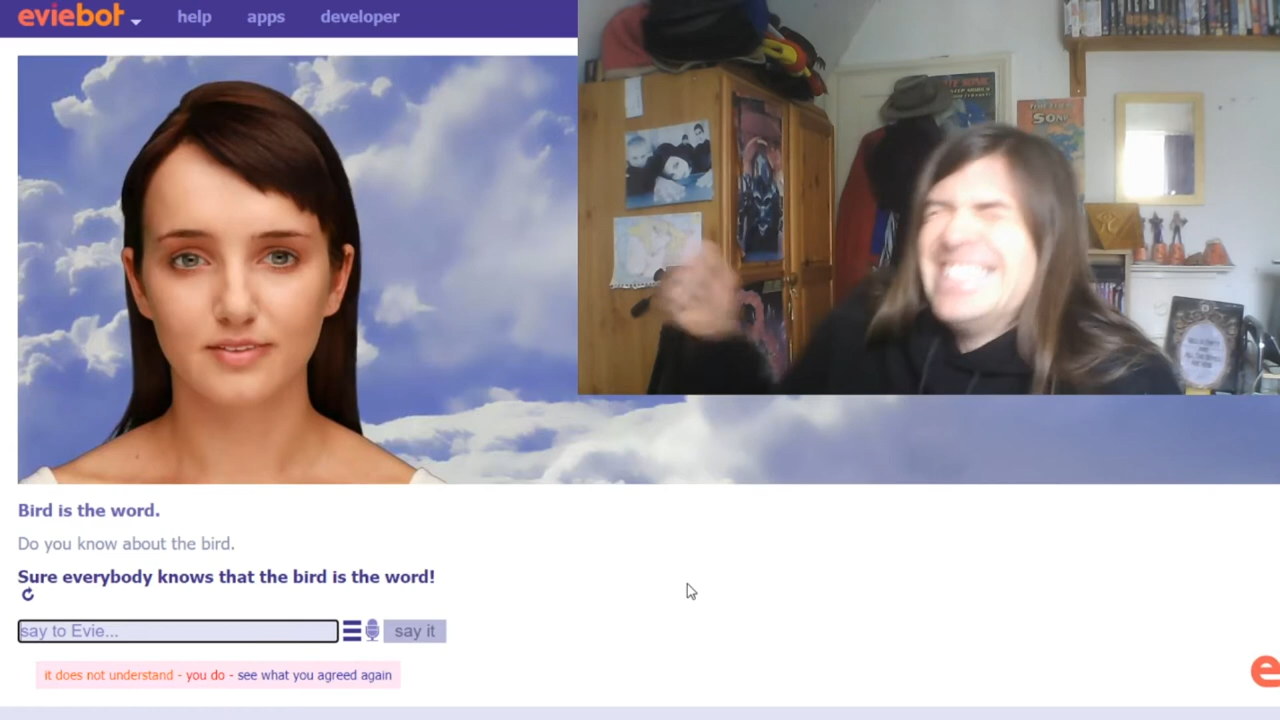 eviebot
help
apps
developer
SONIC
Bird is the word.
Do you know about the bird.
Sure everybody knows that the bird is the word!
say to Evie...
say it
it does not understand - you do - see what you agreed again
e